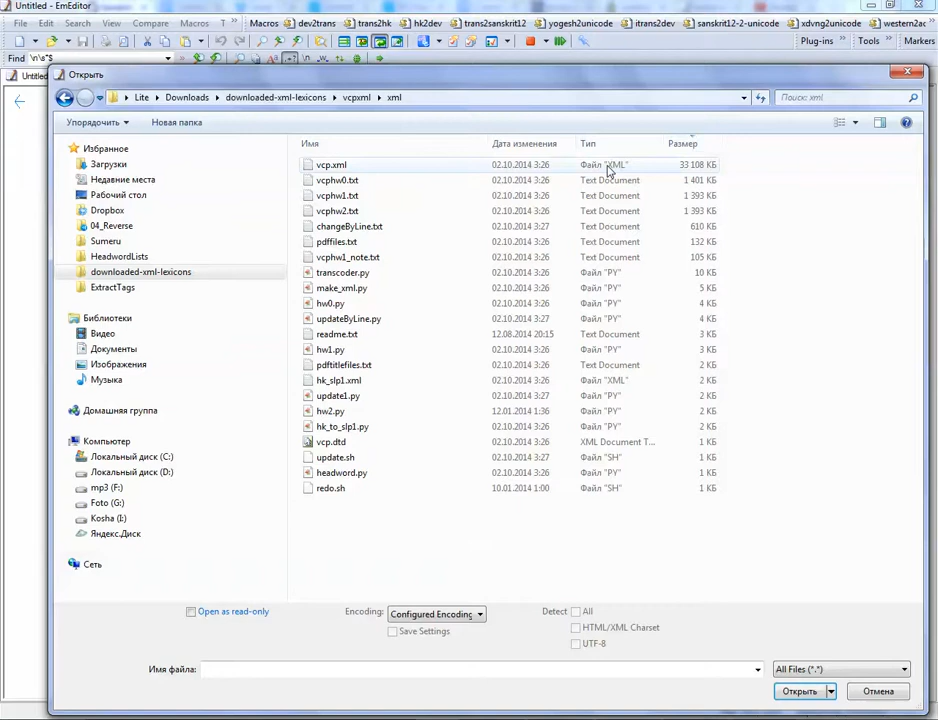 Untitled - EmEditor
File Edit Search View Compare Macros T » Macros dev2trans trans2hk hk2dev trans2sanskrit12 yogesh2unicode itrans2dev sanskrit12-2-unicode xdvng2unicode western2ac
Plug-ins » Tools » Markers
Find \n\s*$
Untitled
Открыть
Lite Downloads downloaded-xml-lexicons vcpxml xml
Поиск: xml
Упорядочить Новая папка
Имя Дата изменения Тип Размер
Избранное
Загрузки
Недавние места
Рабочий стол
Dropbox
04_Reverse
Sumeru
HeadwordLists
downloaded-xml-lexicons
ExtractTags
Библиотеки
Видео
Документы
Изображения
Музыка
Домашняя группа
Компьютер
Локальный диск (C:)
Локальный диск (D:)
mp3 (F:)
Foto (G:)
Kosha (I:)
Яндекс.Диск
Сеть
vcp.xml 02.10.2014 3:26 Файл "XML" 33 108 КБ
vcphw0.txt 02.10.2014 3:26 Text Document 1 401 КБ
vcphw1.txt 02.10.2014 3:26 Text Document 1 393 КБ
vcphw2.txt 02.10.2014 3:26 Text Document 1 393 КБ
changeByLine.txt 02.10.2014 3:27 Text Document 610 КБ
pdffiles.txt 02.10.2014 3:26 Text Document 132 КБ
vcphw1_note.txt 02.10.2014 3:26 Text Document 105 КБ
transcoder.py 02.10.2014 3:26 Файл "PY" 10 КБ
make_xml.py 02.10.2014 3:26 Файл "PY" 5 КБ
hw0.py 02.10.2014 3:26 Файл "PY" 4 КБ
updateByLine.py 02.10.2014 3:27 Файл "PY" 4 КБ
readme.txt 12.08.2014 20:15 Text Document 3 КБ
hw1.py 02.10.2014 3:26 Файл "PY" 3 КБ
pdftitlefiles.txt 02.10.2014 3:26 Text Document 2 КБ
hk_slp1.xml 02.10.2014 3:26 Файл "XML" 2 КБ
update1.py 02.10.2014 3:27 Файл "PY" 2 КБ
hw2.py 12.01.2014 1:36 Файл "PY" 2 КБ
hk_to_slp1.py 02.10.2014 3:26 Файл "PY" 2 КБ
vcp.dtd 02.10.2014 3:26 XML Document T... 1 КБ
update.sh 02.10.2014 3:27 Файл "SH" 1 КБ
headword.py 02.10.2014 3:26 Файл "PY" 1 КБ
redo.sh 10.01.2014 1:00 Файл "SH" 1 КБ
Open as read-only Encoding: Configured Encoding Detect All
Save Settings HTML/XML Charset
UTF-8
Имя файла: All Files (*.*)
Открыть Отмена